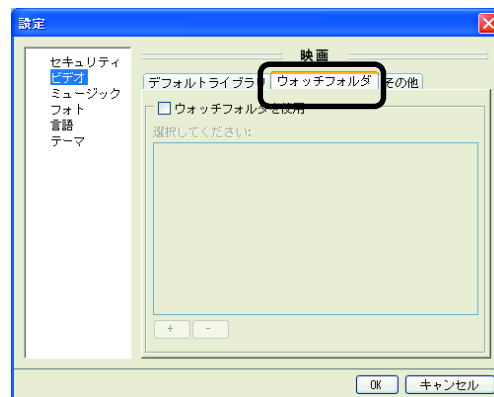 設定
セキュリティ
ビデオ
ミュージック
フォト
言語
テーマ
映画
デフォルトライブラリ
ウォッチフォルダ
その他
ウォッチフォルダを使用
選択してください:
+
-
OK
キャンセル